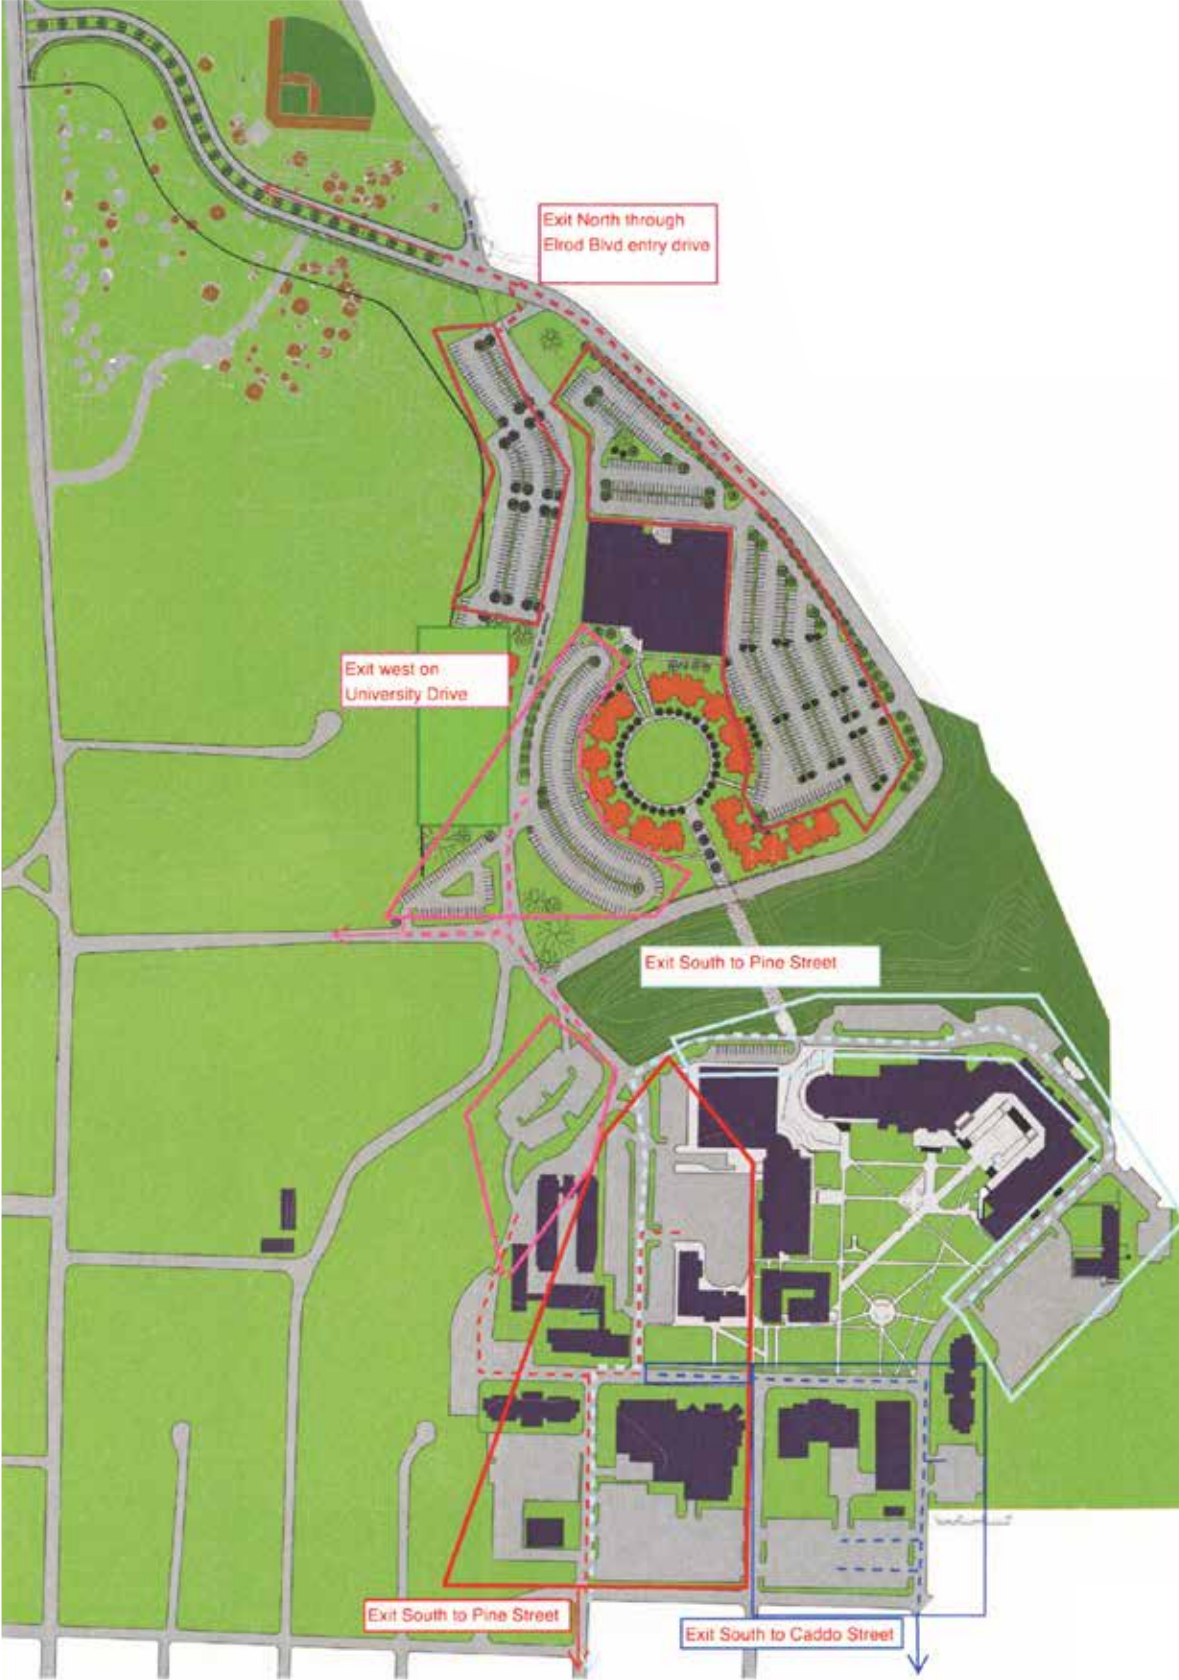 Exit North through
Elrod Blvd entry drive
Exit west on
University Drive
Exit South to Pine Street
Exit South to Pine Street
Exit South to Caddo Street